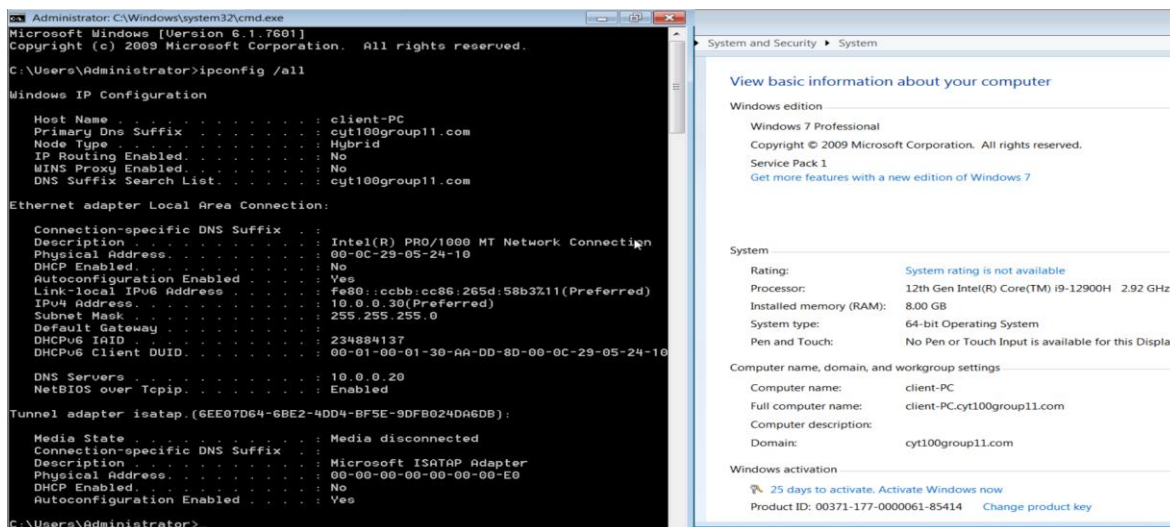 Administrator: C:\Windows\system32\cmd.exe
Microsoft Windows [Version 6.1.7601]
Copyright (c) 2009 Microsoft Corporation.  All rights reserved.
C:\Users\Administrator>ipconfig /all
Windows IP Configuration
Host Name . . . . . . . . . . . . : client-PC
Primary Dns Suffix  . . . . . . . : cyt100group11.com
Node Type . . . . . . . . . . . . : Hybrid
IP Routing Enabled. . . . . . . . : No
WINS Proxy Enabled. . . . . . . . : No
DNS Suffix Search List. . . . . . : cyt100group11.com
Ethernet adapter Local Area Connection:
Connection-specific DNS Suffix  . :
Description . . . . . . . . . . . : Intel(R) PRO/1000 MT Network Connection
Physical Address. . . . . . . . . : 00-0C-29-05-24-10
DHCP Enabled. . . . . . . . . . . : No
Autoconfiguration Enabled . . . . : Yes
Link-local IPv6 Address . . . . . : fe80::ccbb:cc86:265d:58b3%11(Preferred)
IPv4 Address. . . . . . . . . . . : 10.0.0.30(Preferred)
Subnet Mask . . . . . . . . . . . : 255.255.255.0
Default Gateway . . . . . . . . . :
DHCPv6 IAID . . . . . . . . . . . : 234884137
DHCPv6 Client DUID. . . . . . . . : 00-01-00-01-30-AA-DD-8D-00-0C-29-05-24-10
DNS Servers . . . . . . . . . . . : 10.0.0.20
NetBIOS over Tcpip. . . . . . . . : Enabled
Tunnel adapter isatap.{6EE07D64-6BE2-4DD4-BF5E-9DFB024DA6DB}:
Media State . . . . . . . . . . . : Media disconnected
Connection-specific DNS Suffix  . :
Description . . . . . . . . . . . : Microsoft ISATAP Adapter
Physical Address. . . . . . . . . : 00-00-00-00-00-00-00-E0
DHCP Enabled. . . . . . . . . . . : No
Autoconfiguration Enabled . . . . : Yes
C:\Users\Administrator>
System and Security ▸ System
View basic information about your computer
Windows edition
Windows 7 Professional
Copyright © 2009 Microsoft Corporation. All rights reserved.
Service Pack 1
Get more features with a new edition of Windows 7
System
Rating: System rating is not available
Processor: 12th Gen Intel(R) Core(TM) i9-12900H 2.92 GHz
Installed memory (RAM): 8.00 GB
System type: 64-bit Operating System
Pen and Touch: No Pen or Touch Input is available for this Displa
Computer name, domain, and workgroup settings
Computer name: client-PC
Full computer name: client-PC.cyt100group11.com
Computer description:
Domain: cyt100group11.com
Windows activation
25 days to activate. Activate Windows now
Product ID: 00371-177-0000061-85414 Change product key